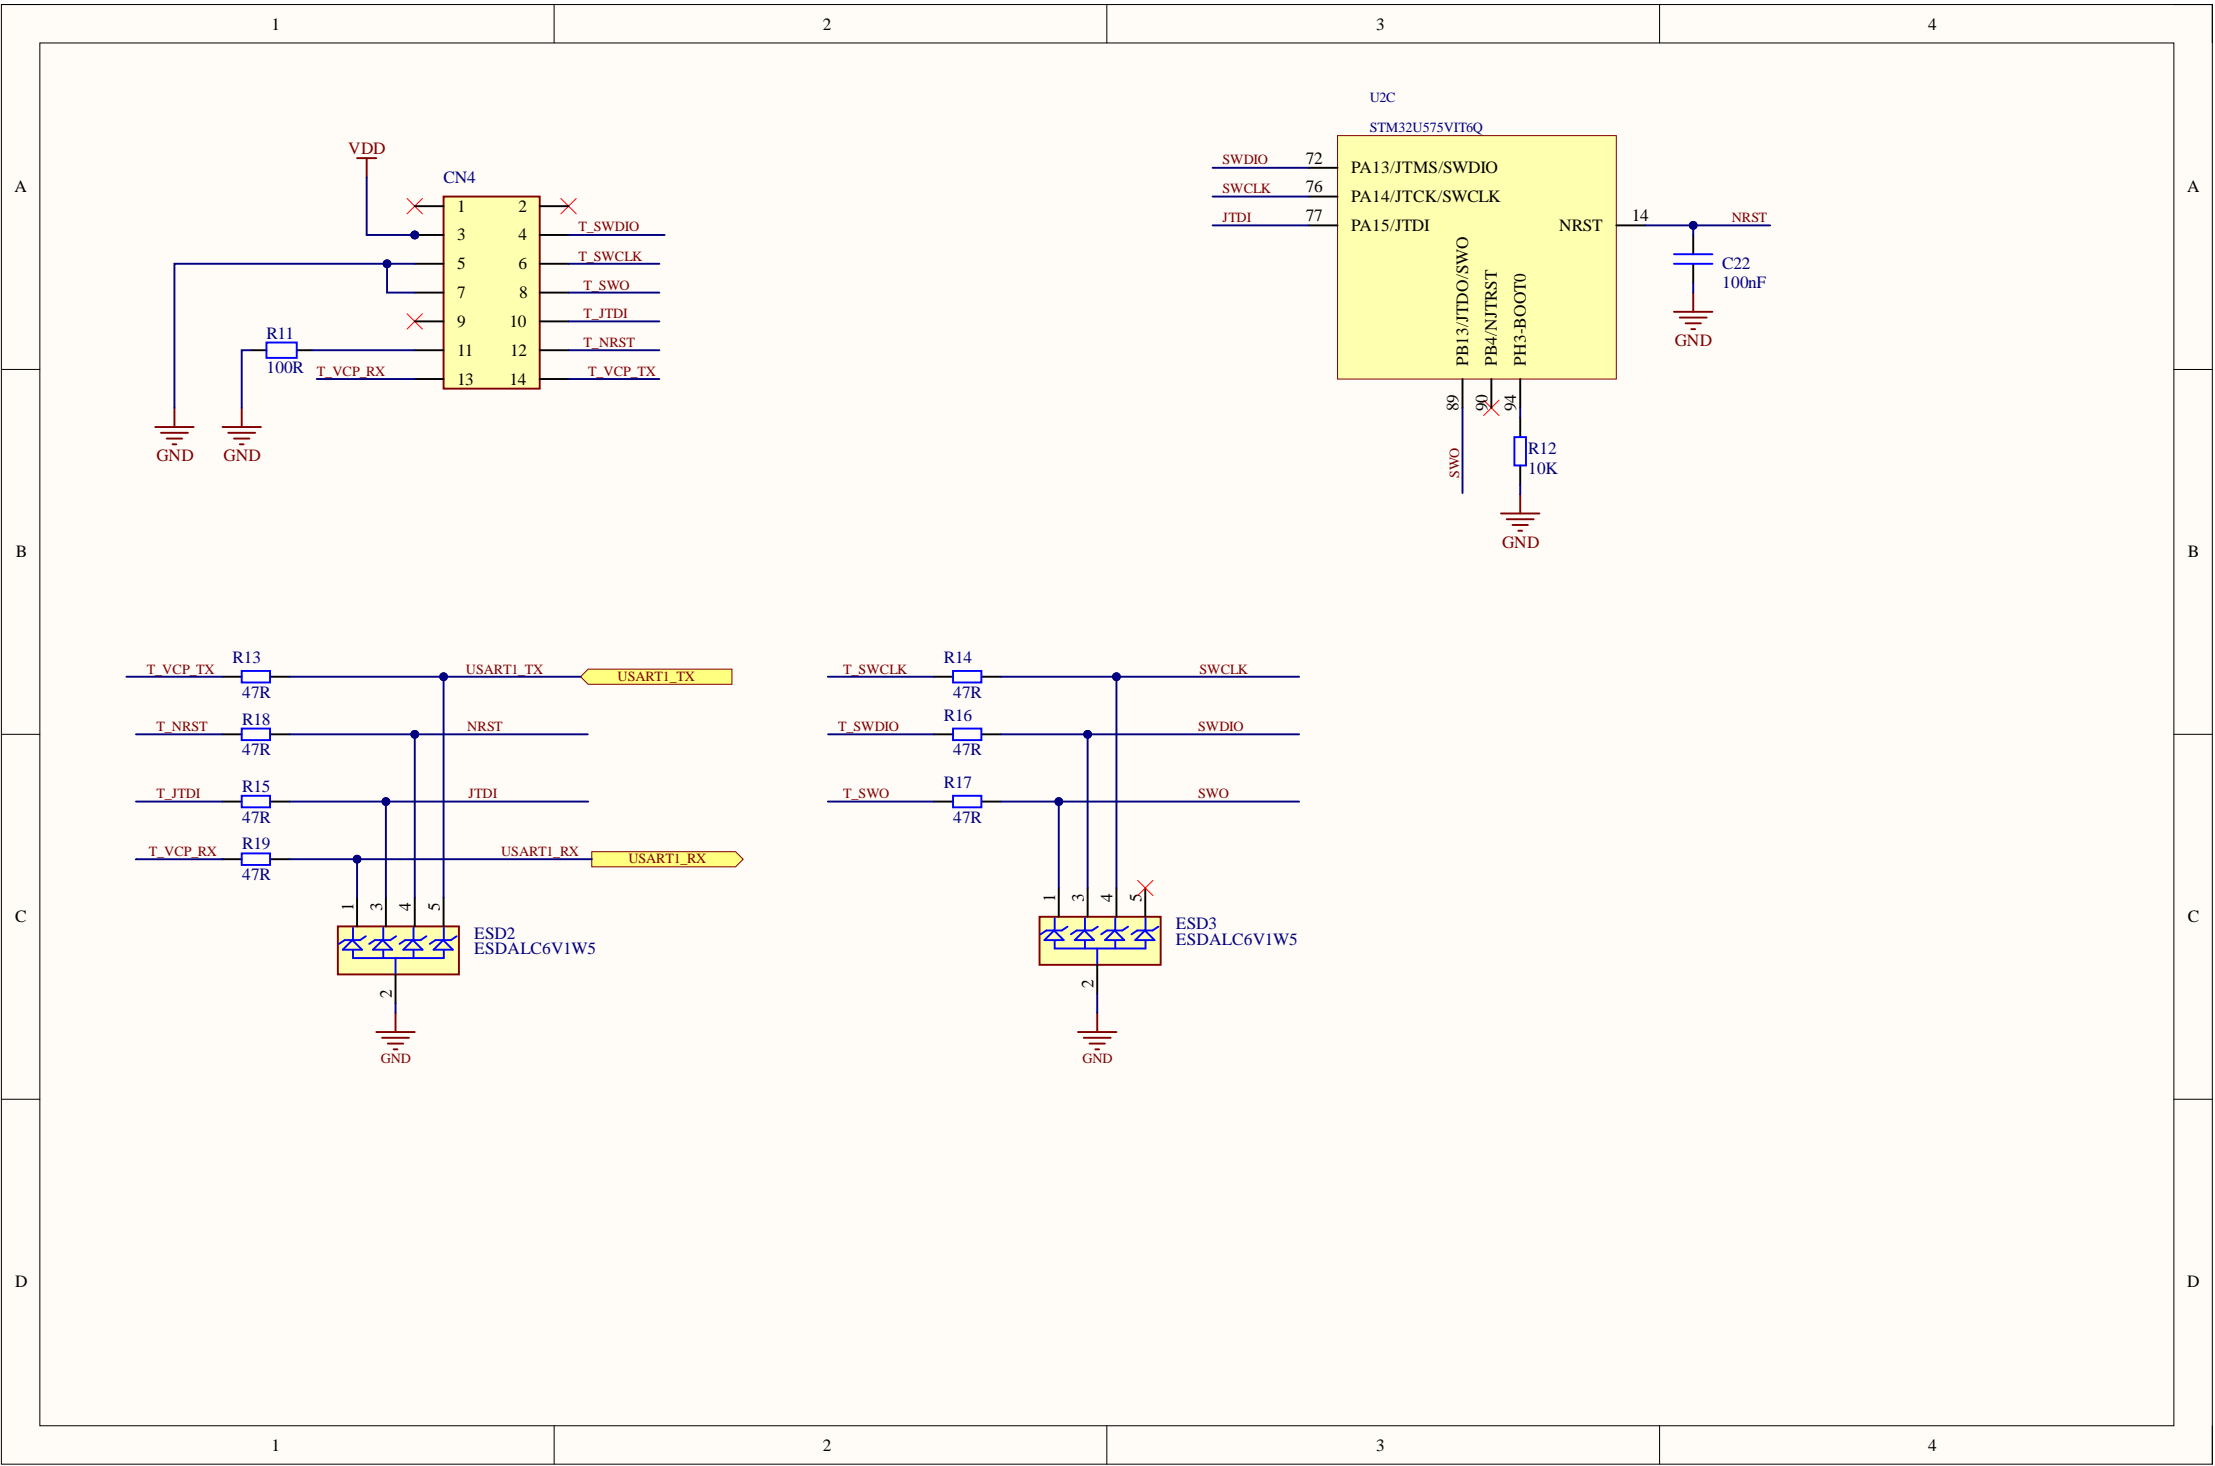 1 2 3 4
A A
B B
C C
D D
1 2 3 4
VDD
CN4
1 2
3 4 T_SWDIO
5 6 T_SWCLK
7 8 T_SWO
9 10 T_JTDI
R11
100R
11 12 T_NRST
T_VCP_RX 13 14 T_VCP_TX
GND GND
U2C
STM32U575VIT6Q
SWDIO 72 PA13/JTMS/SWDIO
SWCLK 76 PA14/JTCK/SWCLK
JTDI 77 PA15/JTDI
NRST 14 NRST
C22
100nF
GND
PB13/JTDO/SWO
PB4/NJTRST
PH3-BOOT0
89 90 94
SWO
R12
10K
GND
T_VCP_TX R13 USART1_TX USART1_TX
47R
T_NRST R18 NRST
47R
T_JTDI R15 JTDI
47R
T_VCP_RX R19 USART1_RX USART1_RX
47R
1 3 4 5
ESD2
ESDALC6V1W5
2
GND
T_SWCLK R14 SWCLK
47R
T_SWDIO R16 SWDIO
47R
T_SWO R17 SWO
47R
1 3 4 5
ESD3
ESDALC6V1W5
2
GND